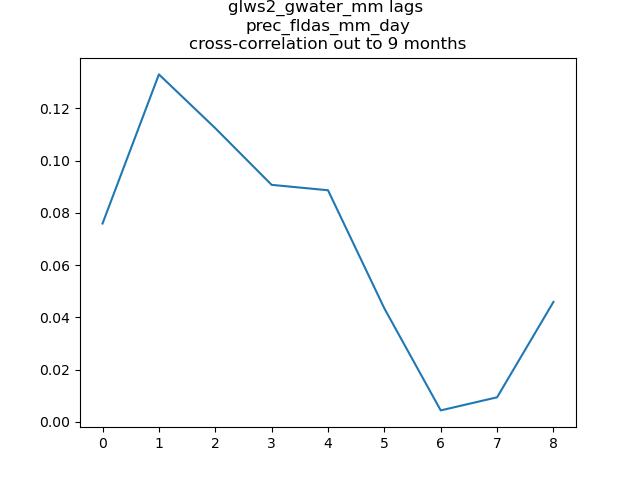 glws2_gwater_mm lags
prec_fldas_mm_day
cross-correlation out to 9 months
0.12
0.10
0.08
0.06
0.04
0.02
0.00
0 1 2 3 4 5 6 7 8